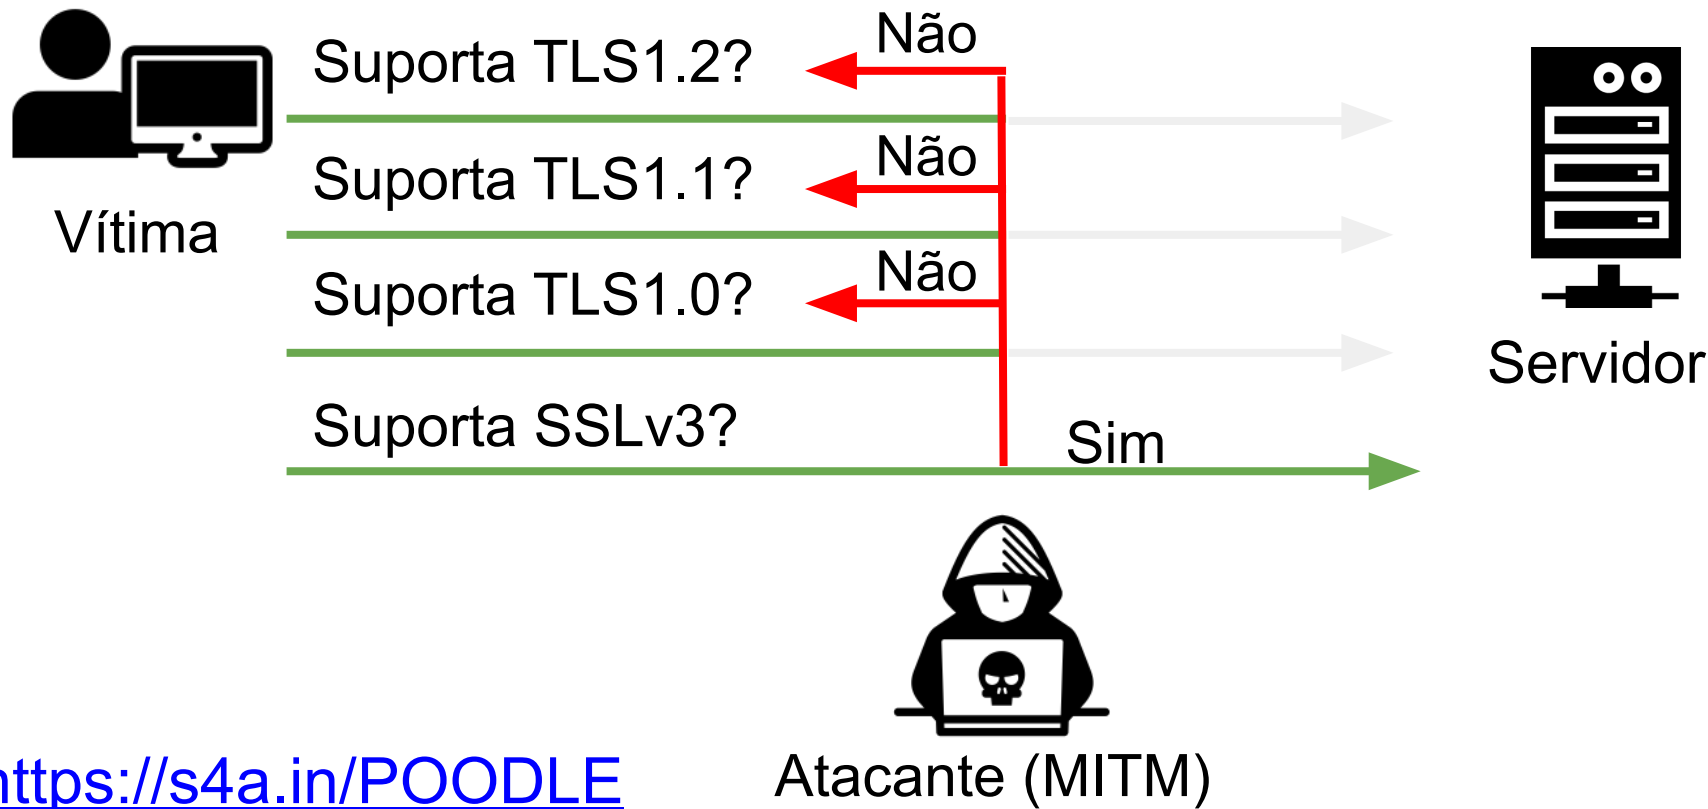 Suporta TLS1.2?
Não
Suporta TLS1.1?
Não
Vítima
Suporta TLS1.0?
Não
Servidor
Suporta SSLv3?
Sim
https://s4a.in/POODLE
Atacante (MITM)